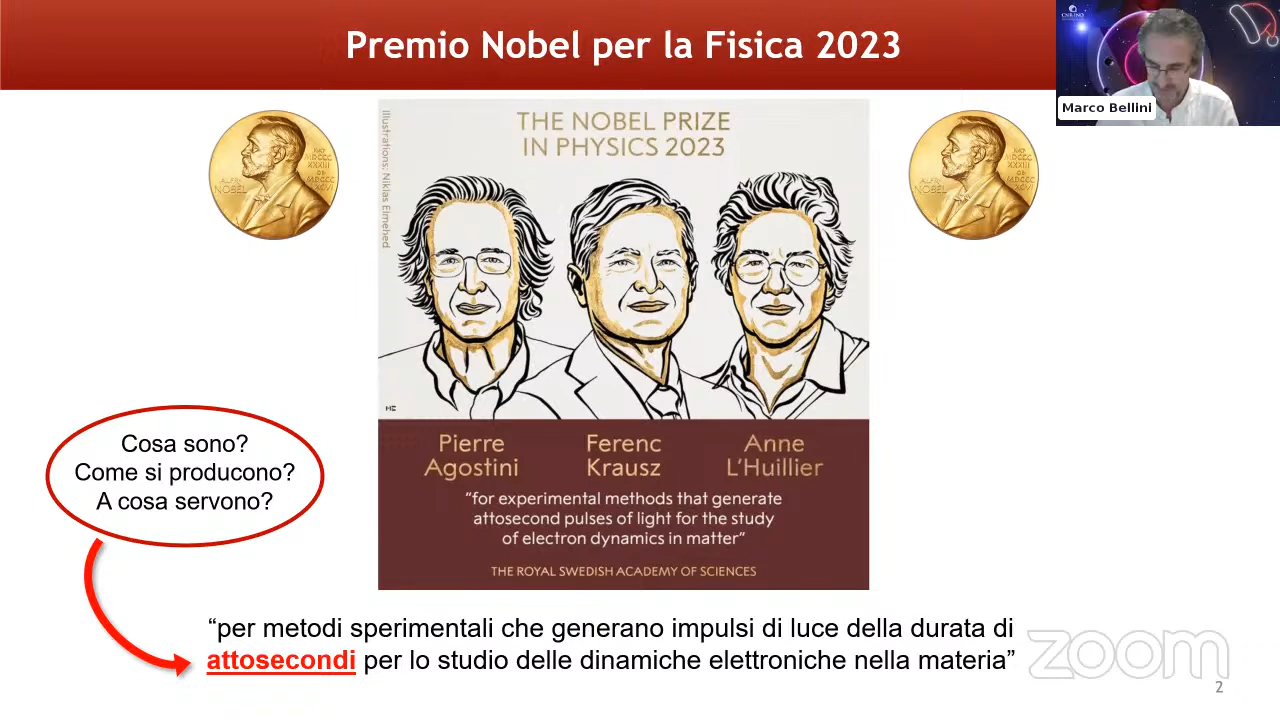 Premio Nobel per la Fisica 2023
CNR-INO
Marco Bellini
Illustrations: Niklas Elmehed
THE NOBEL PRIZE
IN PHYSICS 2023
Pierre
Agostini
Ferenc
Krausz
Anne
L’Huillier
“for experimental methods that generate
attosecond pulses of light for the study
of electron dynamics in matter”
THE ROYAL SWEDISH ACADEMY OF SCIENCES
Cosa sono?
Come si producono?
A cosa servono?
“per metodi sperimentali che generano impulsi di luce della durata di
attosecondi per lo studio delle dinamiche elettroniche nella materia”
zoom
2